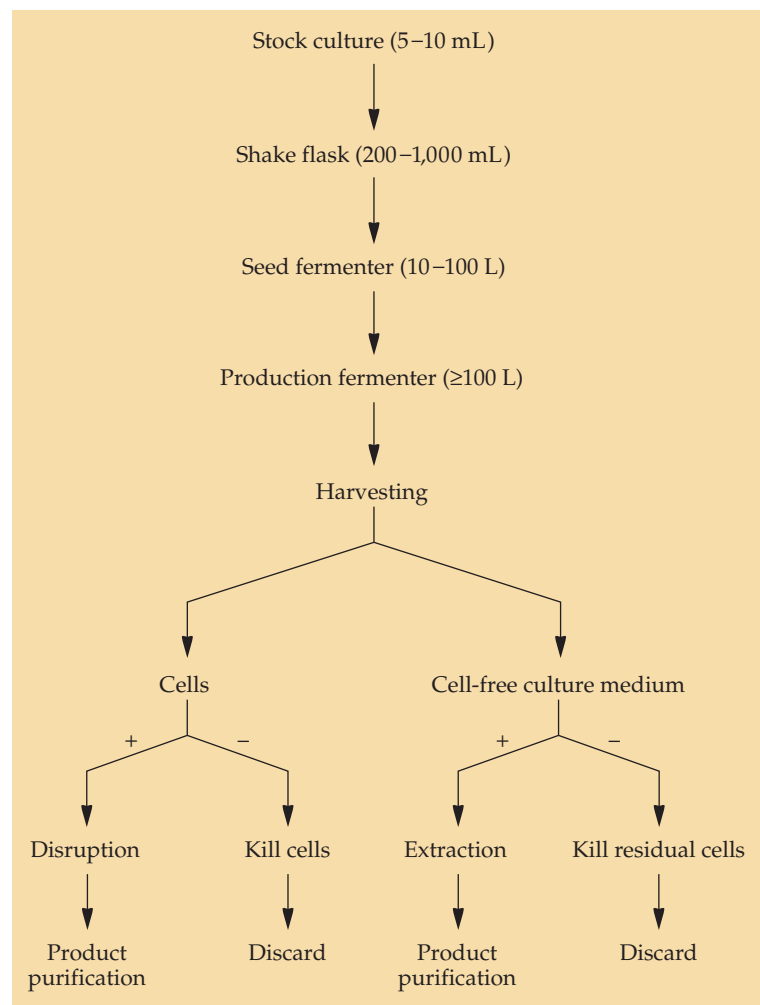 Stock culture (5–10 mL)
Shake flask (200–1,000 mL)
Seed fermenter (10–100 L)
Production fermenter (≥100 L)
Harvesting
Cells
Cell-free culture medium
+
−
+
−
Disruption
Kill cells
Extraction
Kill residual cells
Product
purification
Discard
Product
purification
Discard